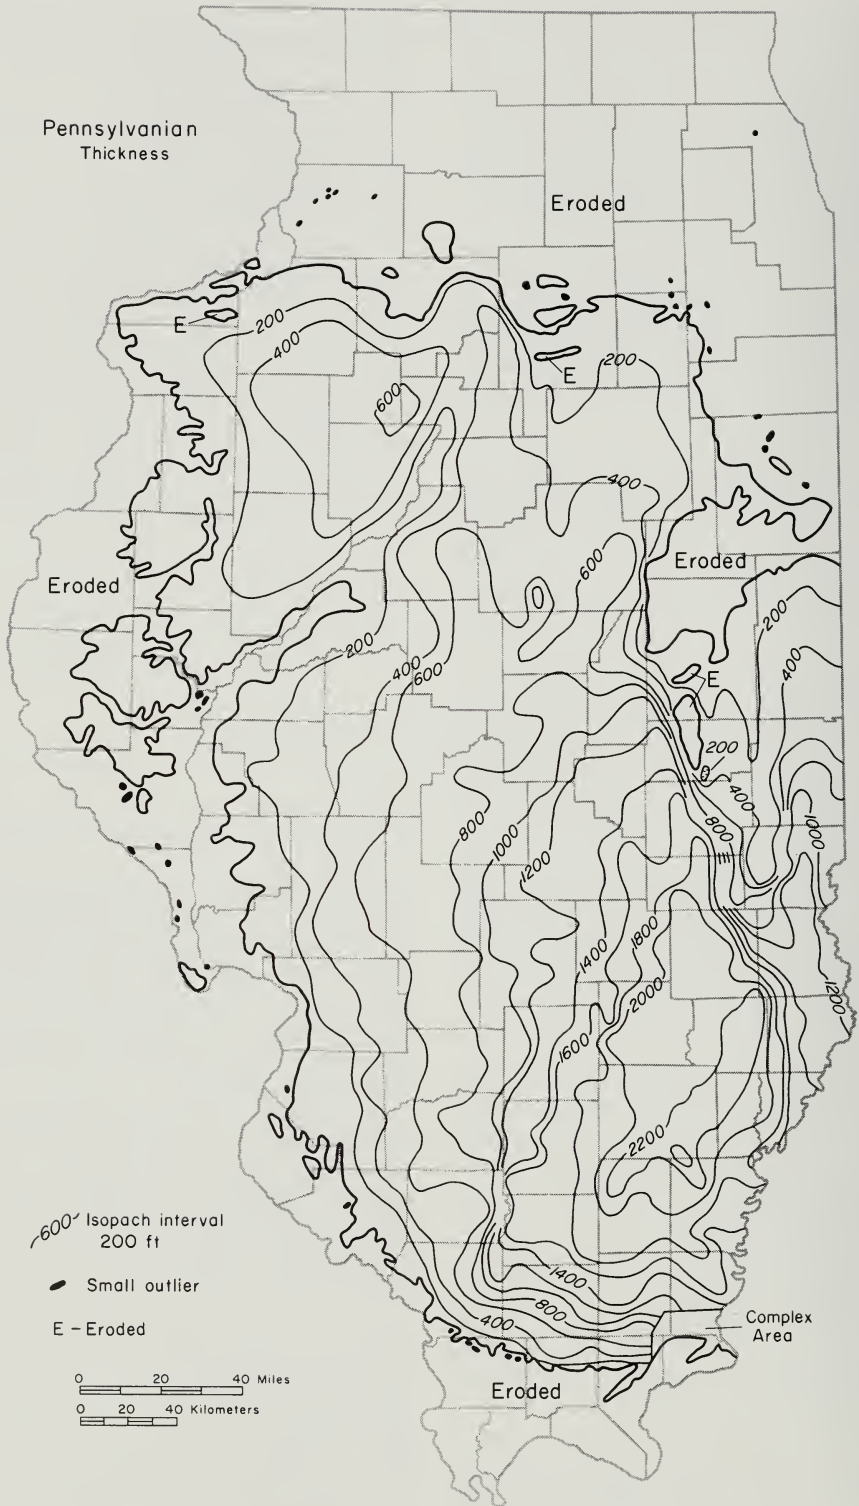 Pennsylvanian
Thickness
Eroded
E
200
400
600
E
200
400
Eroded
600
Eroded
200
400
200
400
600
E
200
400
800
1000
1200
800
1000
1400
1800
2000
1200
1600
2200
600 Isopach interval
200 ft
Small outlier
E – Eroded
1400
800
400
Complex
Area
0 20 40 Miles
0 20 40 Kilometers
Eroded